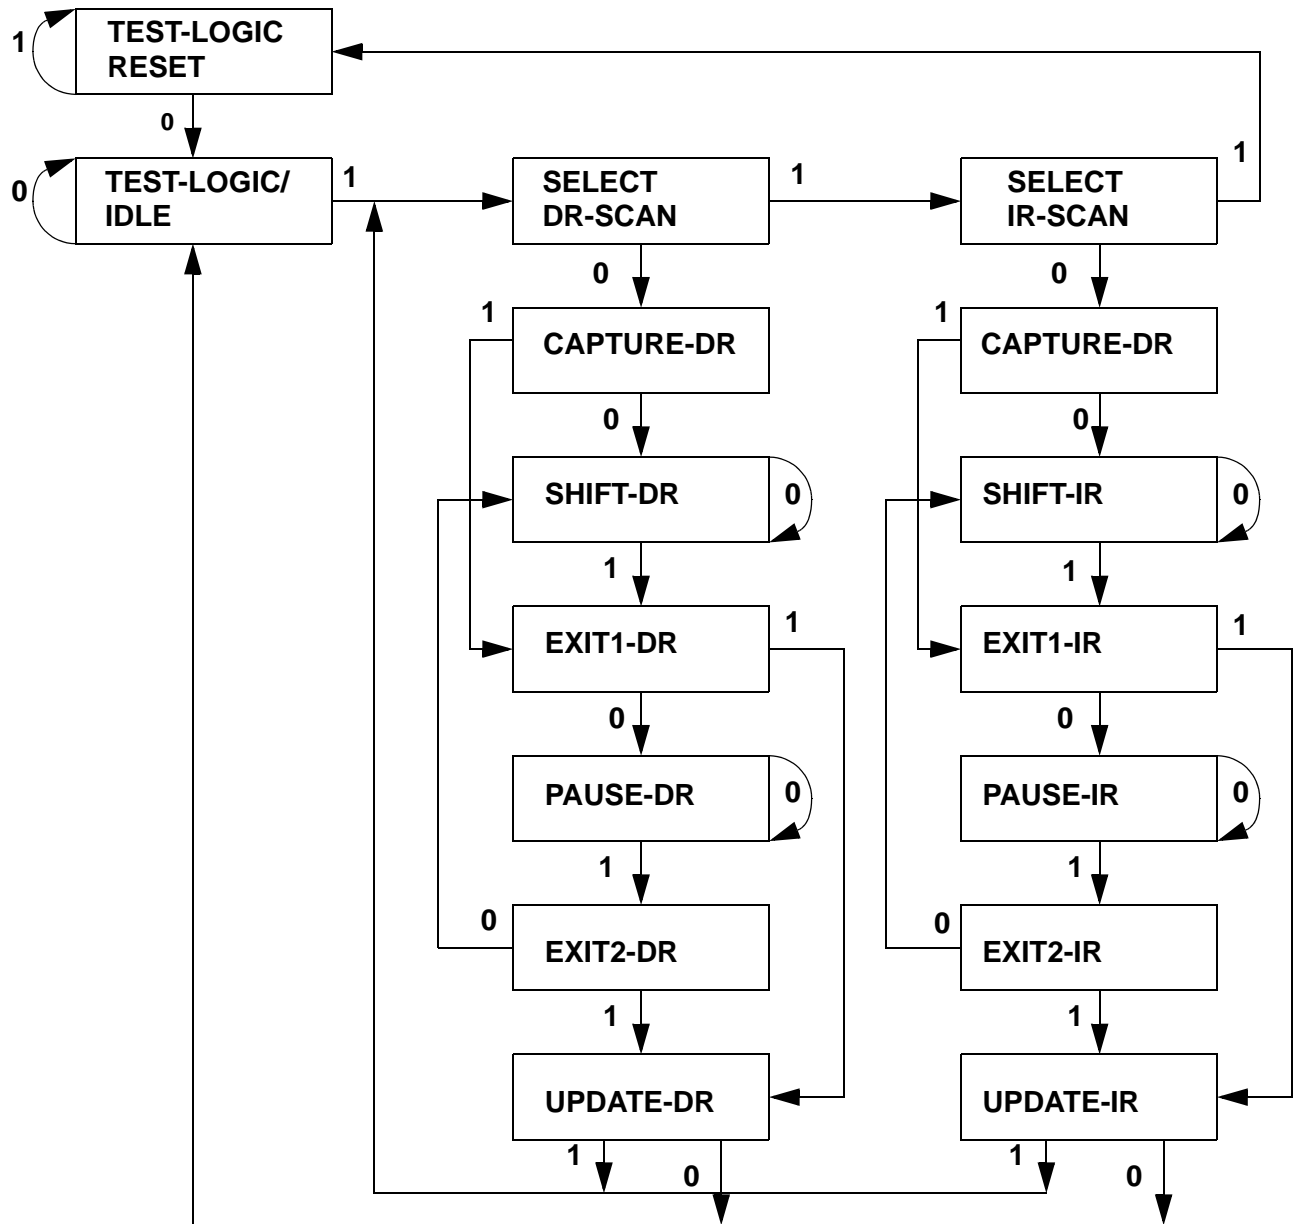 1
TEST-LOGIC
RESET
0
0
TEST-LOGIC/
IDLE
1
SELECT
DR-SCAN
1
SELECT
IR-SCAN
1
0
0
1
CAPTURE-DR
1
CAPTURE-DR
0
0
SHIFT-DR
0
SHIFT-IR
0
1
1
EXIT1-DR
1
EXIT1-IR
1
0
0
PAUSE-DR
0
PAUSE-IR
0
1
1
0
EXIT2-DR
0
EXIT2-IR
1
1
UPDATE-DR
UPDATE-IR
1
0
1
0